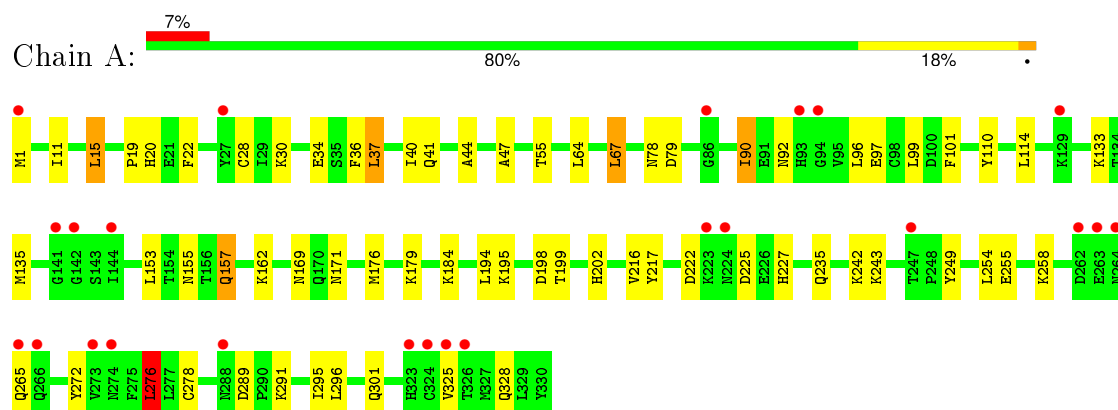 7%
Chain A:
80% 18% •
M1 I11 L15 P19 H20 E21 F22 Y27 C28 I29 K30 E34 S35 F36 L37 I40 Q41 A44 A47 T55 L64 L67 N78 D79 G86 I90 E91 N92 H93 G94 V95 L96 E97 G98 L99 D100 F101 Y110 L114 K129 K133 T134
M135 G141 G142 S143 I144 L153 T154 N155 T156 Q157 K162 N169 Q170 N171 M176 K179 K184 L194 K195 D198 T199 H202 V216 Y217 D222 K223 N224 D225 E226 H227 Q235 K242 K243 T247 P248 Y249 L254 E255 K258 D262 E263 N264
Q265 Q266 Y272 V273 N274 F275 L276 L277 C278 N288 D289 P290 K291 I295 L296 Q301 H323 C324 V325 T326 M327 Q328 L329 Y330